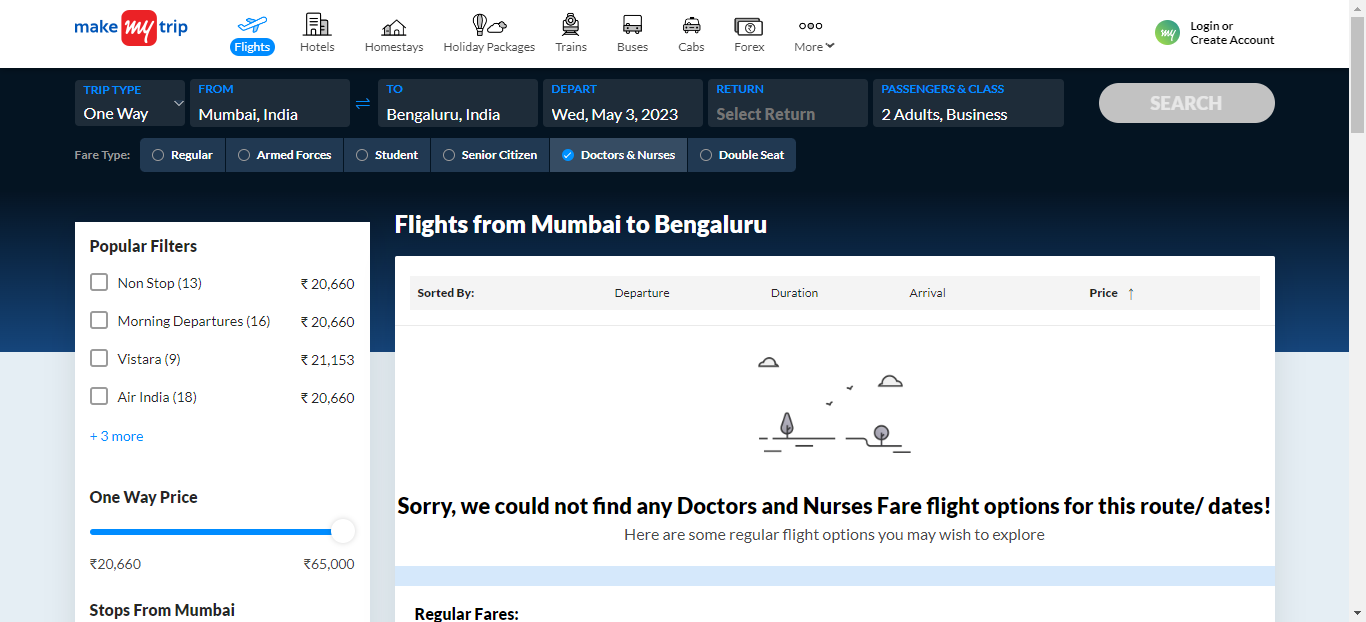 make my trip
Flights
Hotels
Homestays
Holiday Packages
Trains
Buses
Cabs
Forex
More
my
Login or
Create Account
TRIP TYPE
One Way
FROM
Mumbai, India
TO
Bengaluru, India
DEPART
Wed, May 3, 2023
RETURN
Select Return
PASSENGERS & CLASS
2 Adults, Business
SEARCH
Fare Type:
Regular
Armed Forces
Student
Senior Citizen
Doctors & Nurses
Double Seat
Flights from Mumbai to Bengaluru
Popular Filters
Non Stop (13) ₹ 20,660
Morning Departures (16) ₹ 20,660
Vistara (9) ₹ 21,153
Air India (18) ₹ 20,660
+ 3 more
One Way Price
₹20,660 ₹65,000
Stops From Mumbai
Sorted By: Departure Duration Arrival Price ↑
Sorry, we could not find any Doctors and Nurses Fare flight options for this route/ dates!
Here are some regular flight options you may wish to explore
Regular Fares: